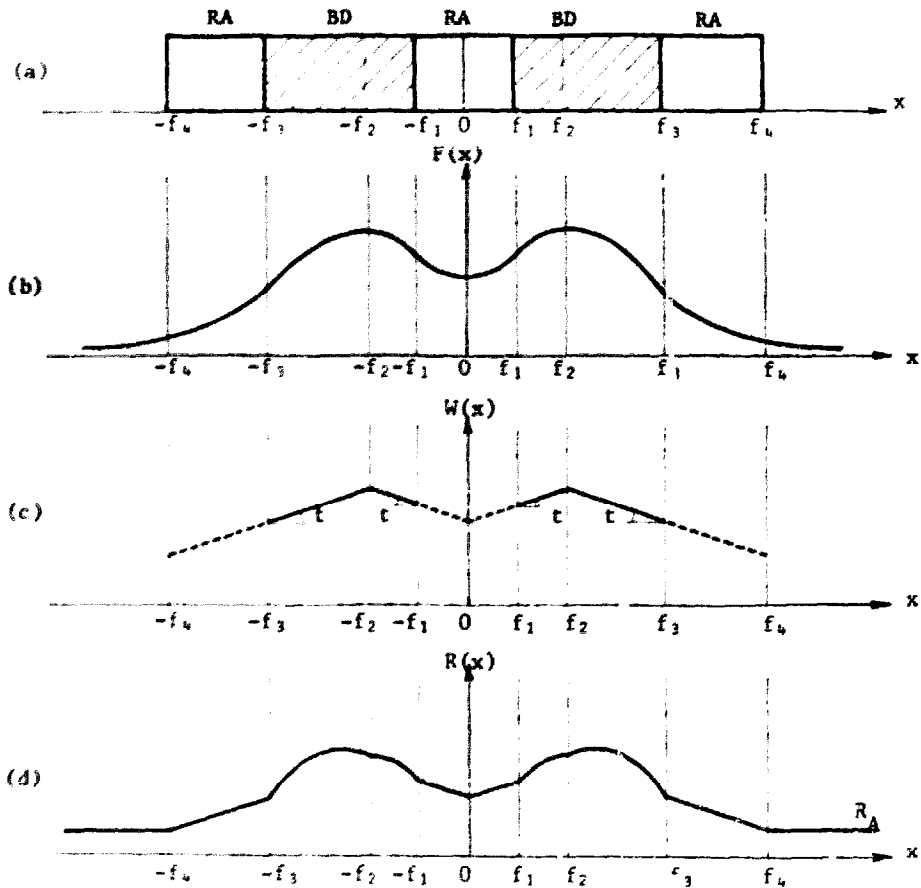 RA BD RA BD RA
(a)
x
-f₄ -f₃ -f₂ -f₁ 0 f₁ f₂ f₃ f₄
F(x)
(b)
x
-f₄ -f₃ -f₂ -f₁ 0 f₁ f₂ f₃ f₄
W(x)
(c)
t t t t
x
-f₄ -f₃ -f₂ -f₁ 0 f₁ f₂ f₃ f₄
R(x)
(d)
R_A
x
-f₄ -f₃ -f₂ -f₁ 0 f₁ f₂ f₃ f₄